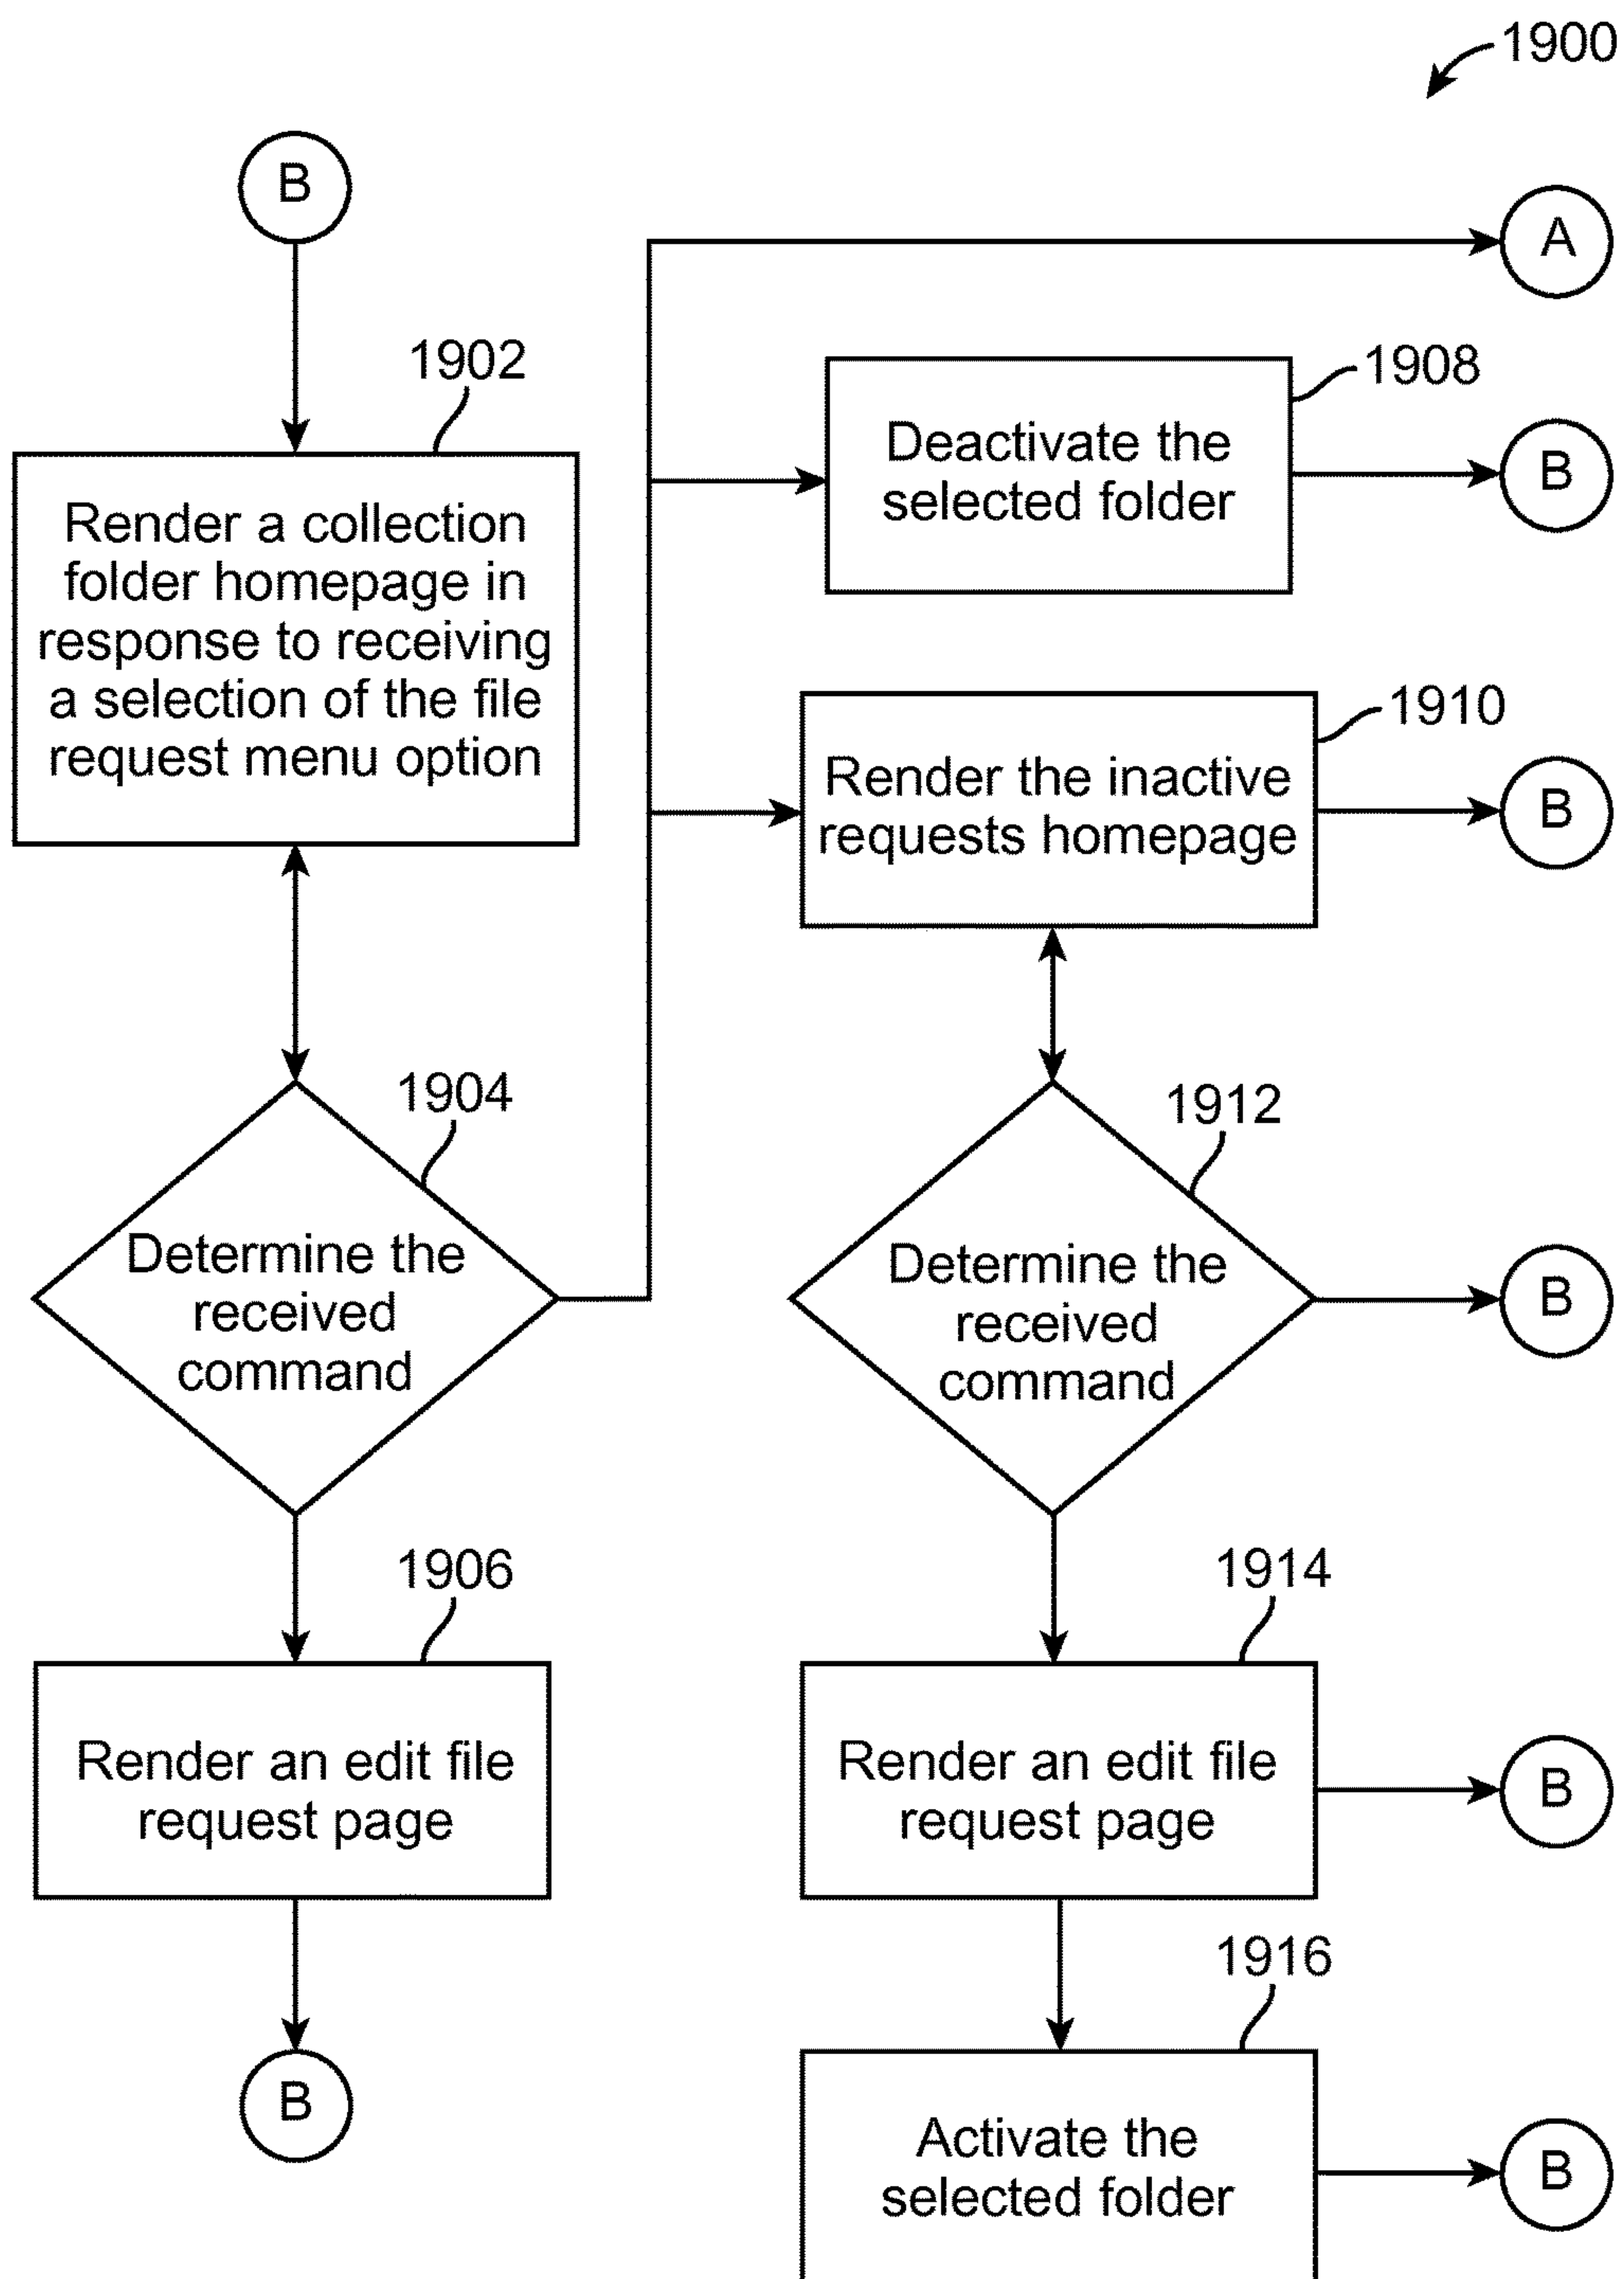 1900
B
A
1902
1908
Render a collection
folder homepage in
response to receiving
a selection of the file
request menu option
Deactivate the
selected folder
B
1910
Render the inactive
requests homepage
B
1904
Determine the
received
command
1912
Determine the
received
command
B
1906
Render an edit file
request page
1914
Render an edit file
request page
B
B
1916
Activate the
selected folder
B